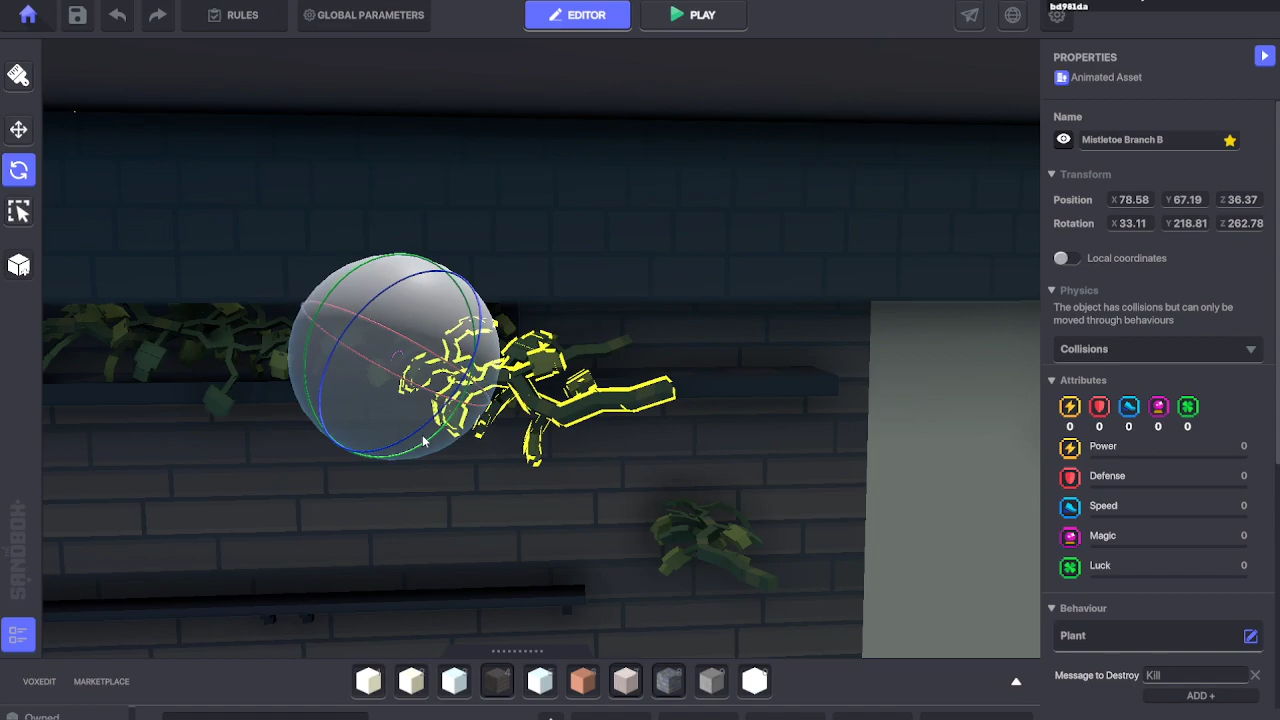 RULES
GLOBAL PARAMETERS
EDITOR
PLAY
bd981da
PROPERTIES
Animated Asset
Name
Mistletoe Branch B
Transform
Position X 78.58 Y 67.19 Z 36.37
Rotation X 33.11 Y 218.81 Z 262.78
Local coordinates
Physics
The object has collisions but can only be
moved through behaviours
Collisions
Attributes
0 0 0 0 0
Power 0
Defense 0
Speed 0
Magic 0
Luck 0
Behaviour
Plant
Message to Destroy Kill
ADD +
THE SANDBOX
VOXEDIT
MARKETPLACE
Owned